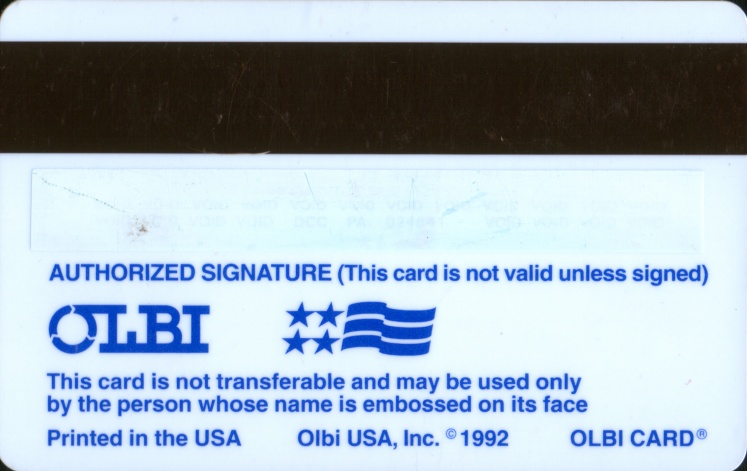 AUTHORIZED SIGNATURE (This card is not valid unless signed)
OLBI
This card is not transferable and may be used only
by the person whose name is embossed on its face
Printed in the USA Olbi USA, Inc. © 1992 OLBI CARD®